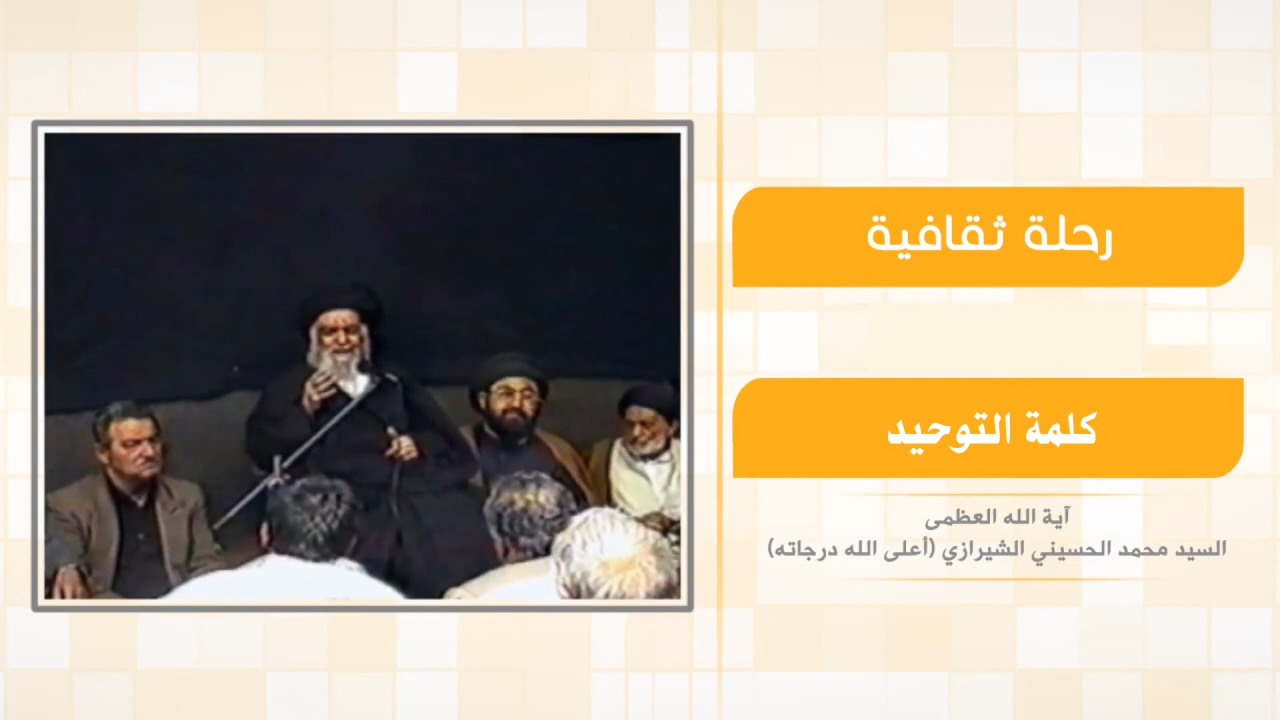 رحلة ثقافية
كلمة التوحيد
آية الله العظمى
السيد محمد الحسيني الشيرازي (أعلى الله درجاته)